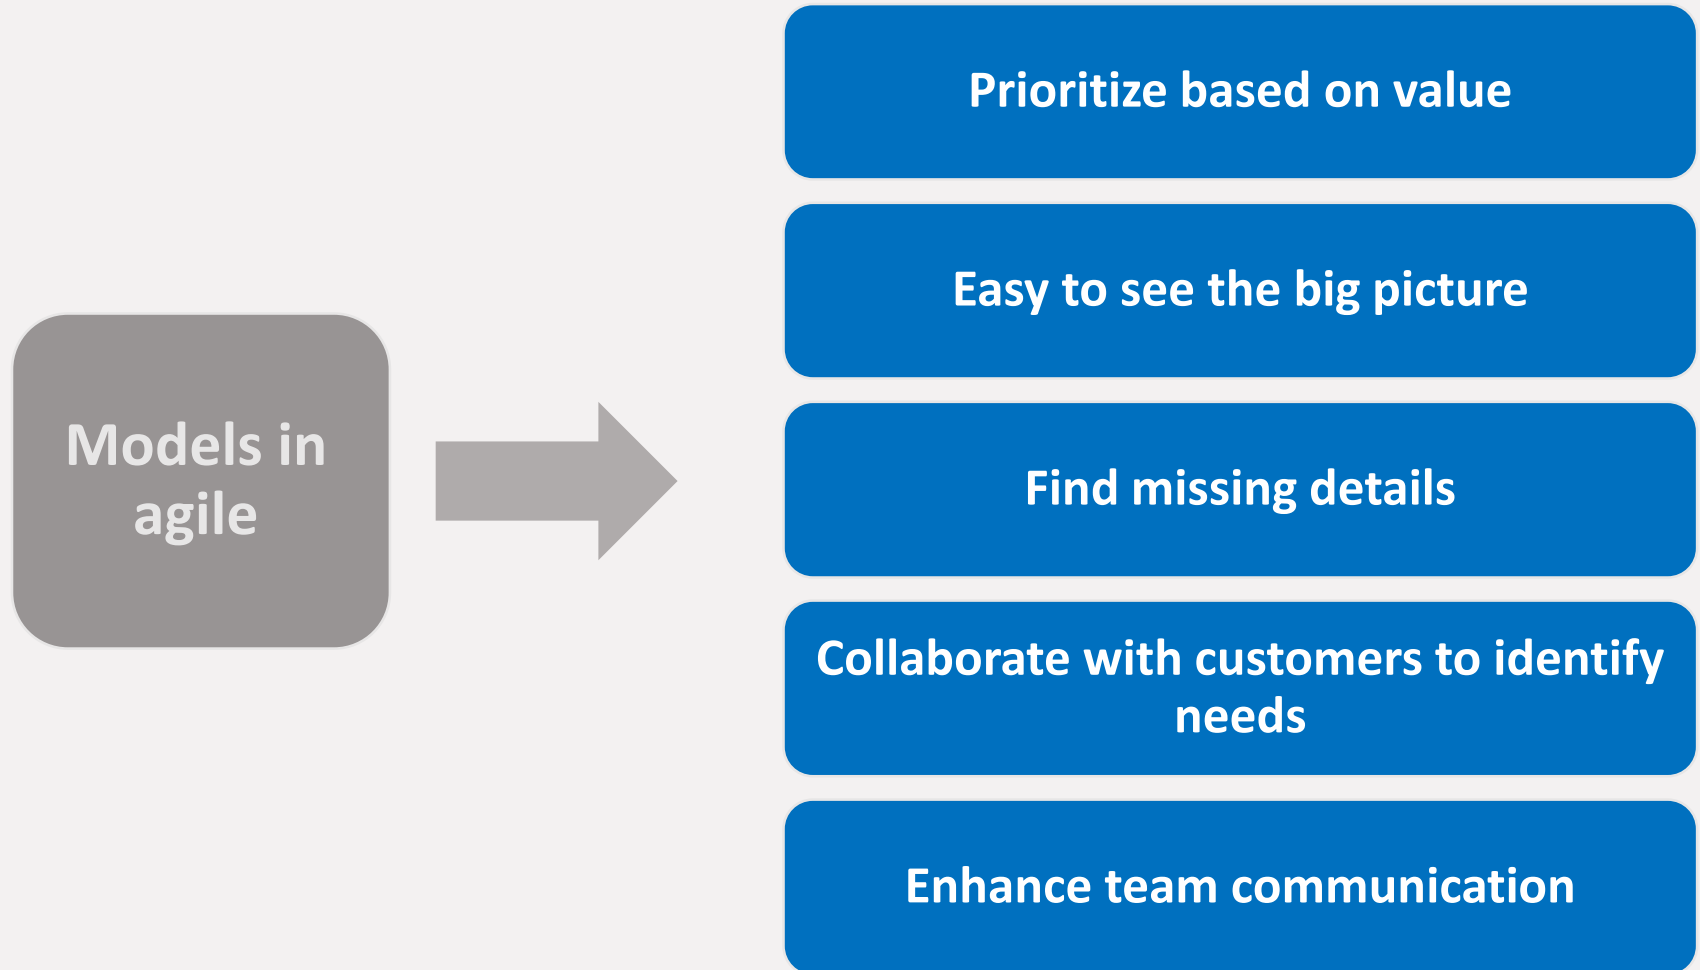 Prioritize based on value
Easy to see the big picture
Models in
agile
Find missing details
Collaborate with customers to identify
needs
Enhance team communication